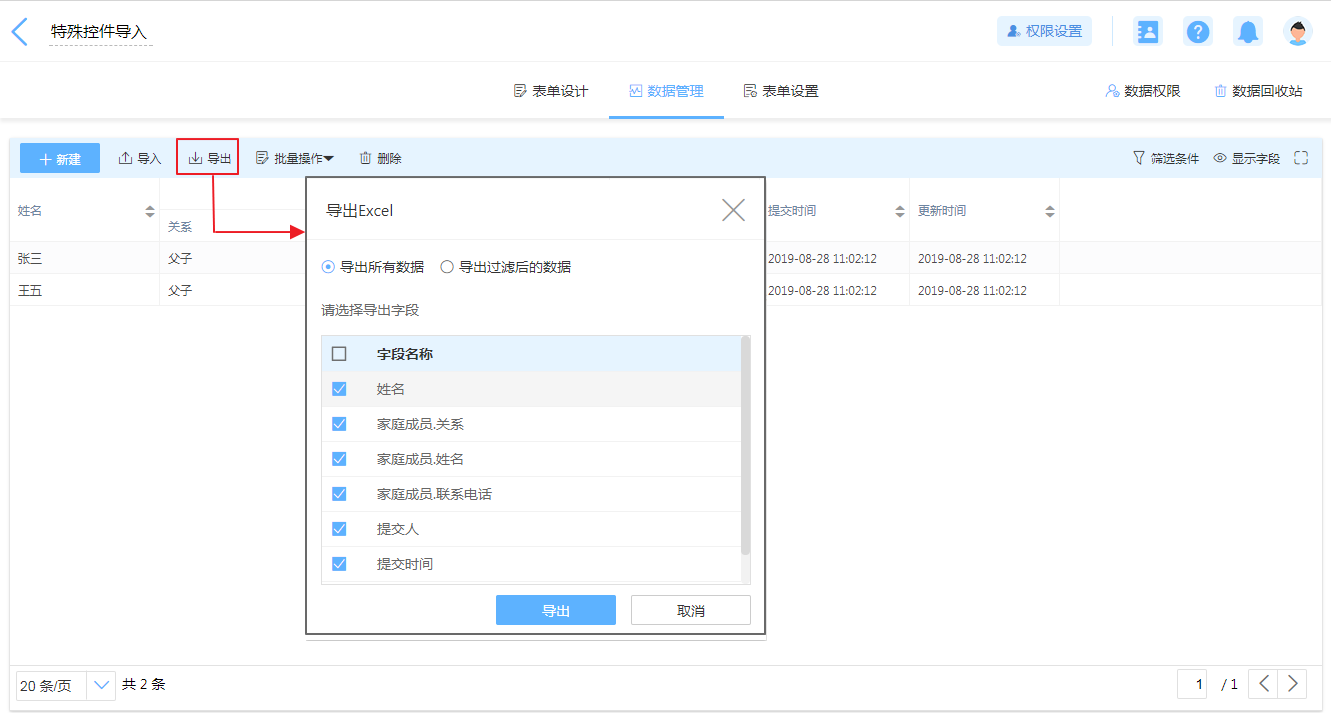 特殊控件导入
权限设置
表单设计
数据管理
表单设置
数据权限
数据回收站
新建
导入
导出
批量操作
删除
筛选条件
显示字段
姓名
关系
提交时间
更新时间
张三
父子
2019-08-28 11:02:12
2019-08-28 11:02:12
王五
父子
2019-08-28 11:02:12
2019-08-28 11:02:12
导出Excel
导出所有数据
导出过滤后的数据
请选择导出字段
字段名称
姓名
家庭成员.关系
家庭成员.姓名
家庭成员.联系电话
提交人
提交时间
导出
取消
20 条/页
共 2 条
1 / 1